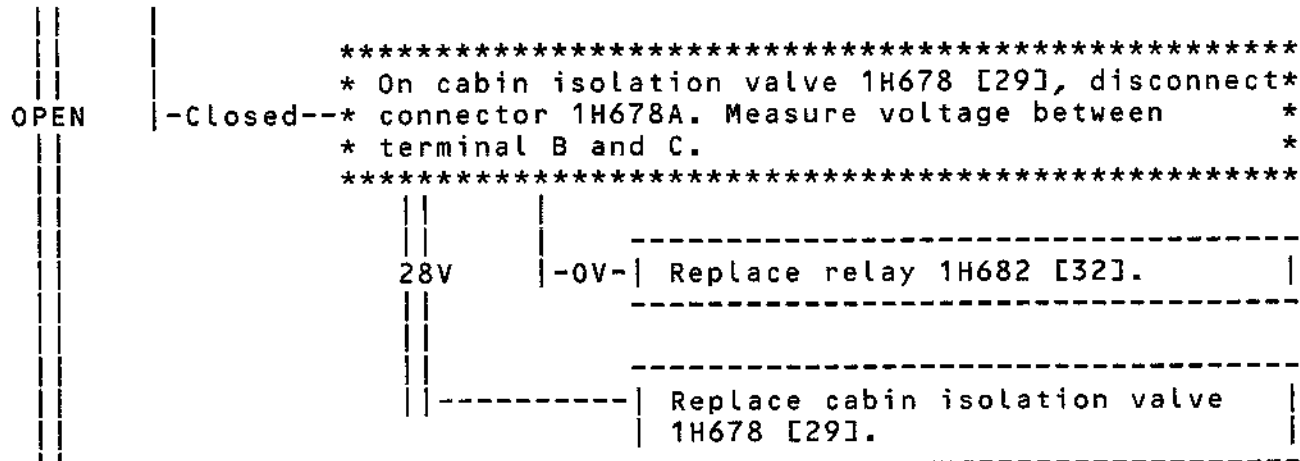 On cabin isolation valve 1H678 [29], disconnect
OPEN -Closed-- connector 1H678A. Measure voltage between
terminal B and C.
28V -0V- Replace relay 1H682 [32].
Replace cabin isolation valve
1H678 [29].